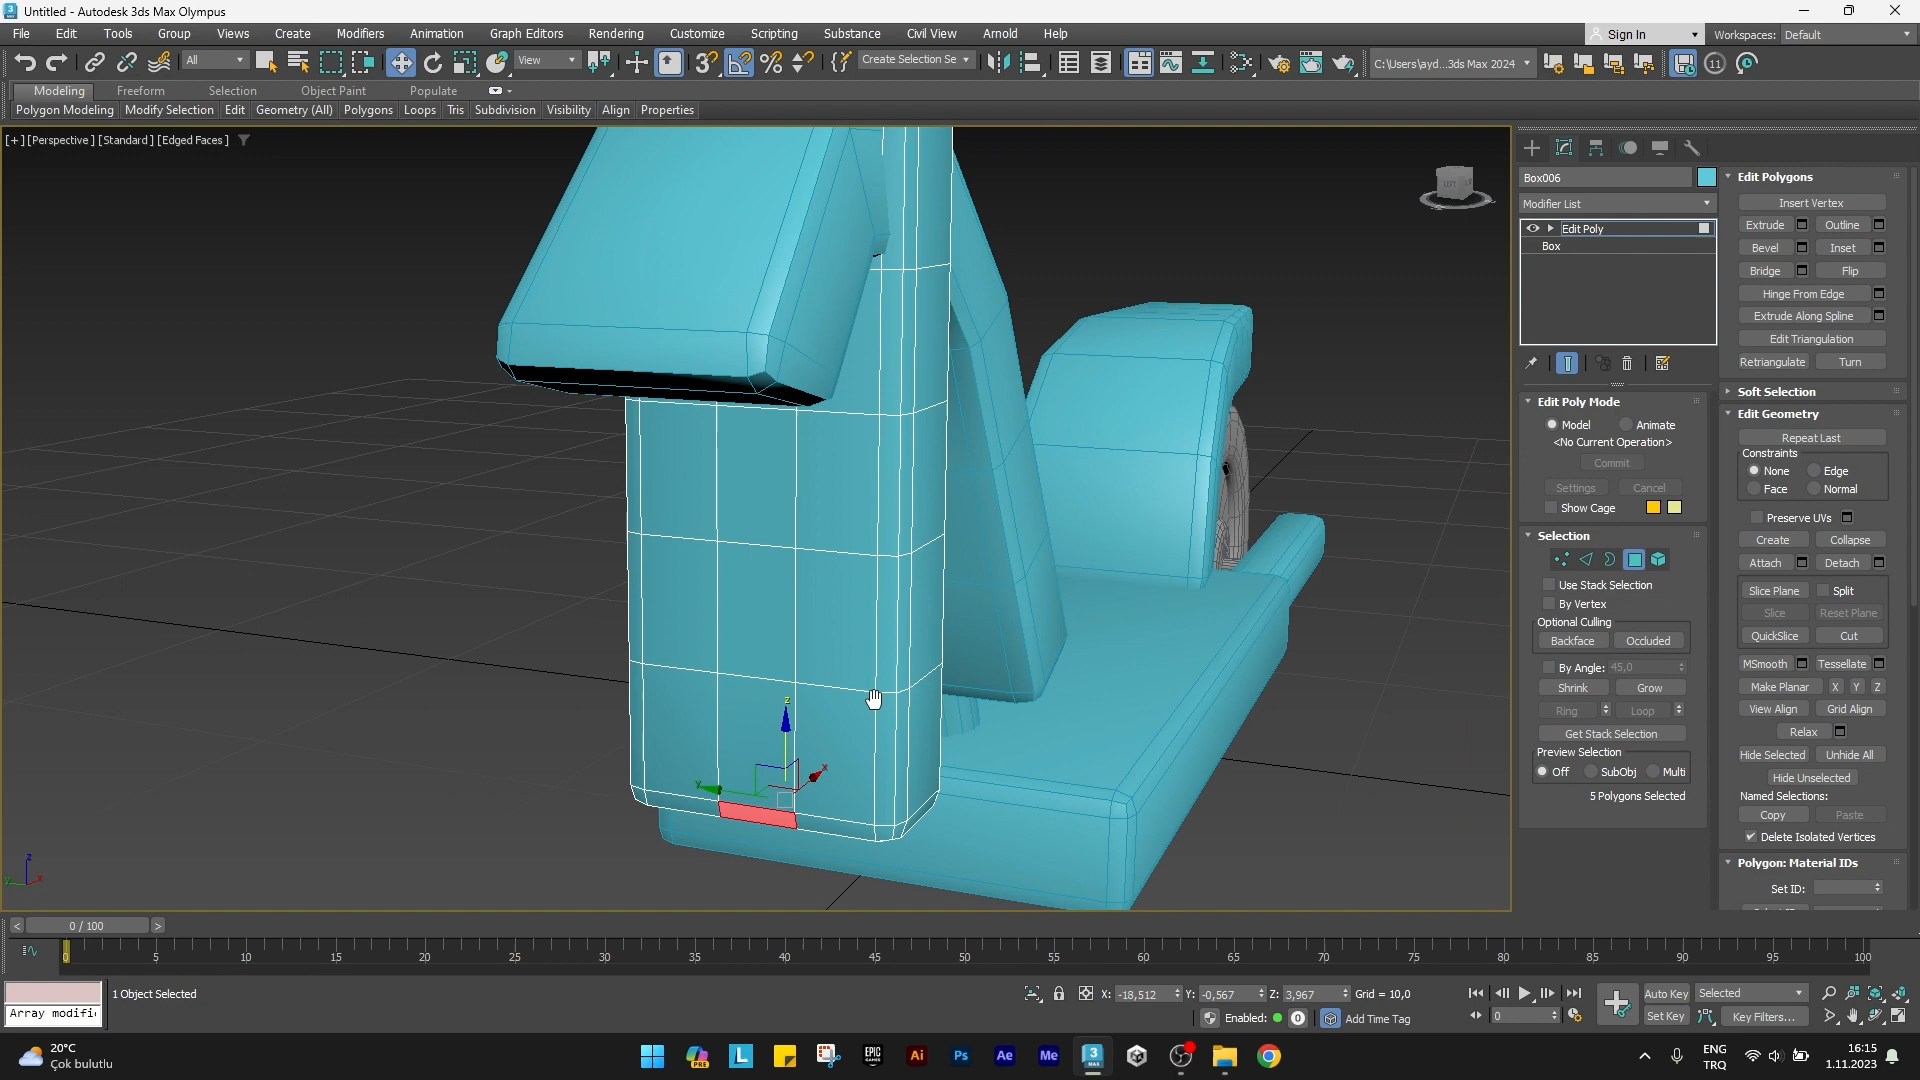 Untitled - Autodesk 3ds Max Olympus
File Edit Tools Group Views Create Modifiers Animation Graph Editors Rendering Customize Scripting Substance Civil View Arnold Help
Sign In Workspaces: Default
All View Create Selection Se C:\Users\ayd...3ds Max 2024 11
Modeling Freeform Selection Object Paint Populate
Polygon Modeling Modify Selection Edit Geometry (All) Polygons Loops Tris Subdivision Visibility Align Properties
[+] [Perspective ] [Standard ] [Edged Faces ]
Box006
Modifier List
Edit Poly
Box
Edit Poly Mode
Model Animate
<No Current Operation>
Commit
Settings Cancel
Show Cage
Selection
Use Stack Selection
By Vertex
Optional Culling
Backface Occluded
By Angle: 45,0
Shrink Grow
Ring Loop
Get Stack Selection
Preview Selection
Off SubObj Multi
5 Polygons Selected
Edit Polygons
Insert Vertex
Extrude Outline
Bevel Inset
Bridge Flip
Hinge From Edge
Extrude Along Spline
Edit Triangulation
Retriangulate Turn
Soft Selection
Edit Geometry
Repeat Last
Constraints
None Edge
Face Normal
Preserve UVs
Create Collapse
Attach Detach
Slice Plane Split
Slice Reset Plane
QuickSlice Cut
MSmooth Tessellate
Make Planar X Y Z
View Align Grid Align
Relax
Hide Selected Unhide All
Hide Unselected
Named Selections:
Copy Paste
Delete Isolated Vertices
Polygon: Material IDs
Set ID:
z
x
y
z
x
y
< 0 / 100 >
0 5 10 15 20 25 30 35 40 45 50 55 60 65 70 75 80 85 90 95 100
1 Object Selected
X: -18,512 Y: -0,567 Z: 3,967 Grid = 10,0
Auto Key Selected
Array modifi
Enabled: 0 Add Time Tag
0
Set Key Key Filters...
20°C
Çok bulutlu
PRE L EPIC GAMES Ai Ps Ae Me 3 MAX
ENG
TRQ
16:15
1.11.2023